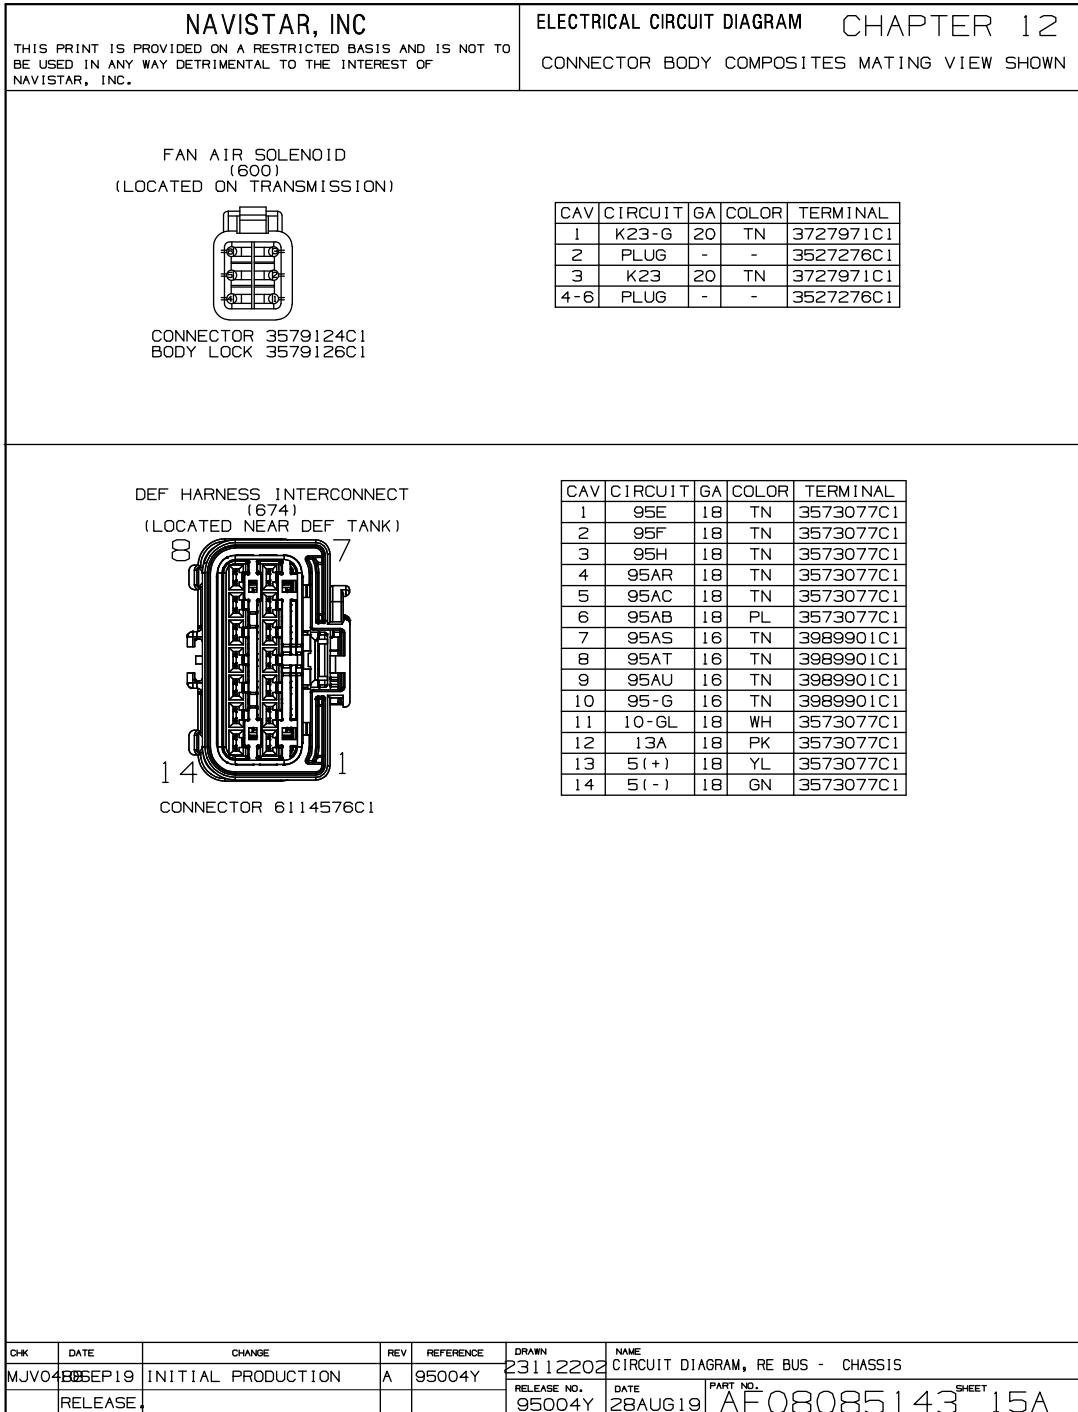 NAVISTAR, INC
THIS PRINT IS PROVIDED ON A RESTRICTED BASIS AND IS NOT TO
BE USED IN ANY WAY DETRIMENTAL TO THE INTEREST OF
NAVISTAR, INC.
ELECTRICAL CIRCUIT DIAGRAM CHAPTER 12
CONNECTOR BODY COMPOSITES MATING VIEW SHOWN
FAN AIR SOLENOID
(600)
(LOCATED ON TRANSMISSION)
CONNECTOR 3579124C1
BODY LOCK 3579126C1
CAV CIRCUIT GA COLOR TERMINAL
1 K23-G 20 TN 3727971C1
2 PLUG - - 3527276C1
3 K23 20 TN 3727971C1
4-6 PLUG - - 3527276C1
DEF HARNESS INTERCONNECT
(674)
(LOCATED NEAR DEF TANK)
8 7
14 1
CONNECTOR 6114576C1
CAV CIRCUIT GA COLOR TERMINAL
1 95E 18 TN 3573077C1
2 95F 18 TN 3573077C1
3 95H 18 TN 3573077C1
4 95AR 18 TN 3573077C1
5 95AC 18 TN 3573077C1
6 95AB 18 PL 3573077C1
7 95AS 16 TN 3989901C1
8 95AT 16 TN 3989901C1
9 95AU 16 TN 3989901C1
10 95-G 16 TN 3989901C1
11 10-GL 18 WH 3573077C1
12 13A 18 PK 3573077C1
13 5(+) 18 YL 3573077C1
14 5(-) 18 GN 3573077C1
CHK DATE CHANGE REV REFERENCE
INITIAL PRODUCTION A 95004Y
RELEASE.
DRAWN
23112202
NAME
CIRCUIT DIAGRAM, RE BUS - CHASSIS
RELEASE NO.
95004Y
DATE
28AUG19
PART NO.
AE08085143
SHEET
15A